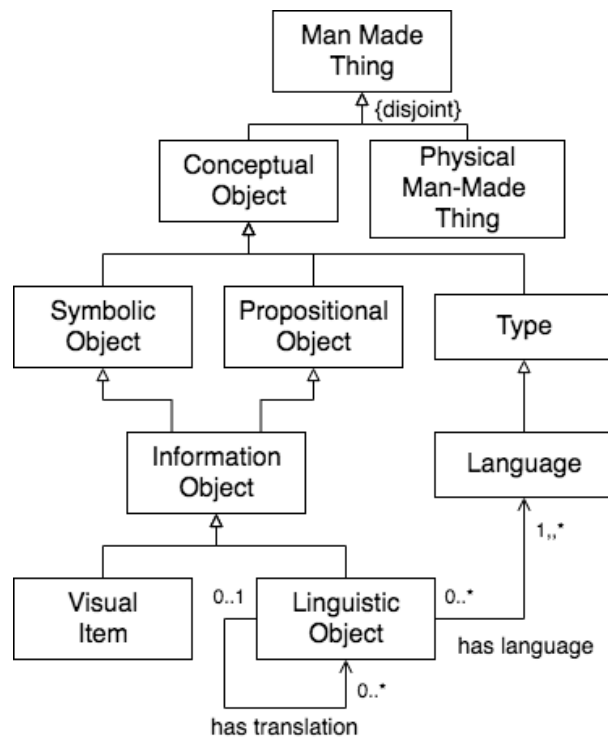 Man Made
Thing
{disjoint}
Conceptual
Object
Physical
Man-Made
Thing
Symbolic
Object
Propositional
Object
Type
Information
Object
Language
1,,*
Visual
Item
0..1
Linguistic
Object
0..*
has language
0..*
has translation